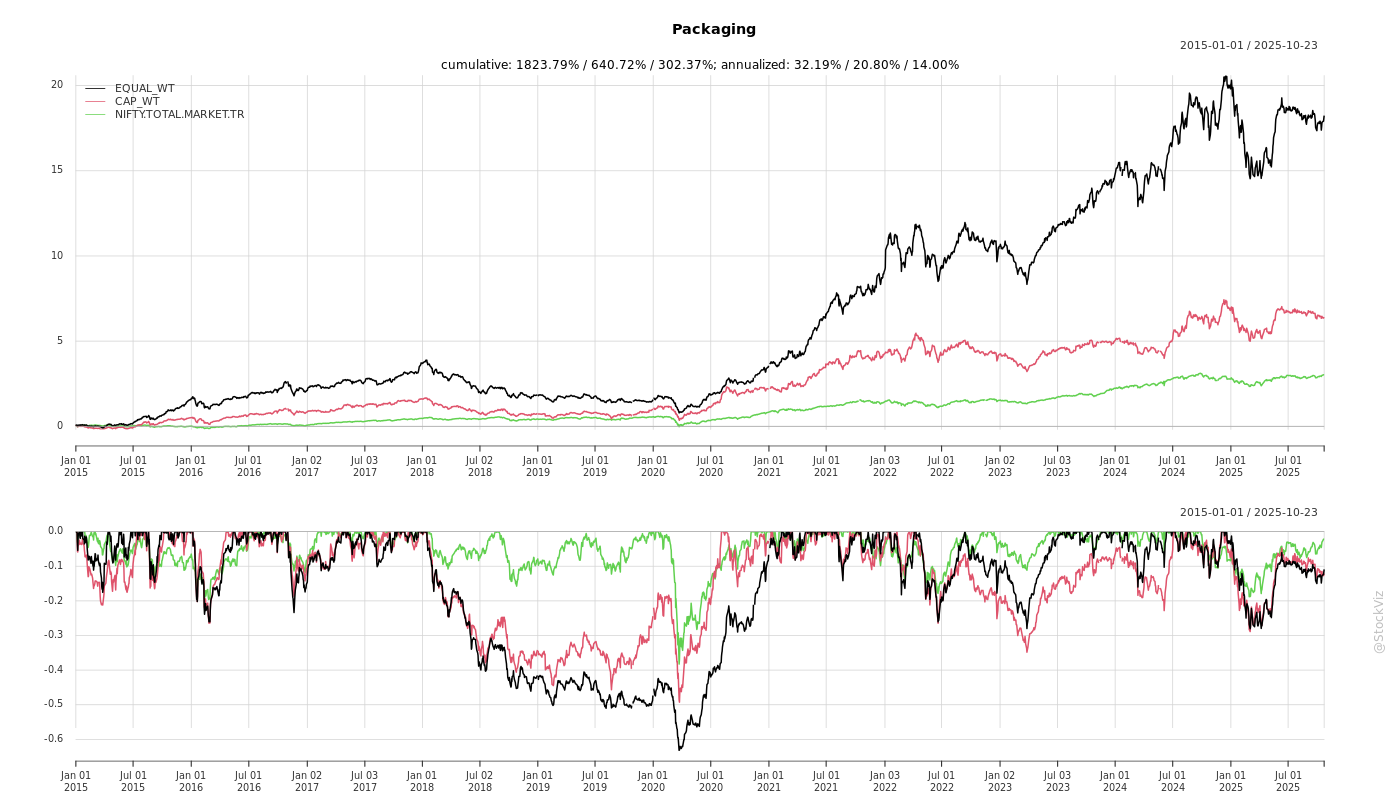 Packaging
2015-01-01 / 2025-10-23
cumulative: 1823.79% / 640.72% / 302.37%; annualized: 32.19% / 20.80% / 14.00%
EQUAL_WT
CAP_WT
NIFTY.TOTAL.MARKET.TR
20
15
10
5
0
Jan 01 Jul 01 Jan 01 Jul 01 Jan 02 Jul 03 Jan 01 Jul 02 Jan 01 Jul 01 Jan 01 Jul 01 Jan 01 Jul 01 Jan 03 Jul 01 Jan 02 Jul 03 Jan 01 Jul 01 Jan 01 Jul 01
2015 2015 2016 2016 2017 2017 2018 2018 2019 2019 2020 2020 2021 2021 2022 2022 2023 2023 2024 2024 2025 2025
2015-01-01 / 2025-10-23
0.0
-0.1
-0.2
-0.3
-0.4
-0.5
-0.6
Jan 01 Jul 01 Jan 01 Jul 01 Jan 02 Jul 03 Jan 01 Jul 02 Jan 01 Jul 01 Jan 01 Jul 01 Jan 01 Jul 01 Jan 03 Jul 01 Jan 02 Jul 03 Jan 01 Jul 01 Jan 01 Jul 01
2015 2015 2016 2016 2017 2017 2018 2018 2019 2019 2020 2020 2021 2021 2022 2022 2023 2023 2024 2024 2025 2025
@StockViz